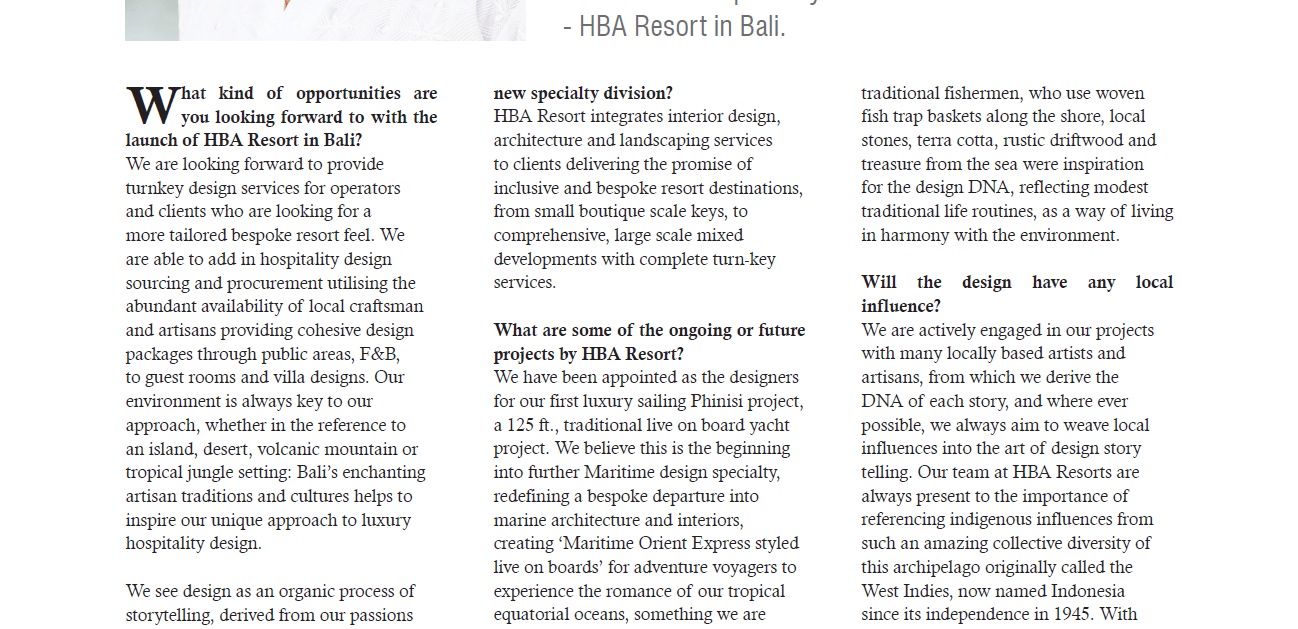 - HBA Resort in Bali.
What kind of opportunities are
you looking forward to with the
launch of HBA Resort in Bali?
We are looking forward to provide
turnkey design services for operators
and clients who are looking for a
more tailored bespoke resort feel. We
are able to add in hospitality design
sourcing and procurement utilising the
abundant availability of local craftsman
and artisans providing cohesive design
packages through public areas, F&B,
to guest rooms and villa designs. Our
environment is always key to our
approach, whether in the reference to
an island, desert, volcanic mountain or
tropical jungle setting: Bali’s enchanting
artisan traditions and cultures helps to
inspire our unique approach to luxury
hospitality design.
We see design as an organic process of
storytelling, derived from our passions
new specialty division?
HBA Resort integrates interior design,
architecture and landscaping services
to clients delivering the promise of
inclusive and bespoke resort destinations,
from small boutique scale keys, to
comprehensive, large scale mixed
developments with complete turn-key
services.
What are some of the ongoing or future
projects by HBA Resort?
We have been appointed as the designers
for our first luxury sailing Phinisi project,
a 125 ft., traditional live on board yacht
project. We believe this is the beginning
into further Maritime design specialty,
redefining a bespoke departure into
marine architecture and interiors,
creating ‘Maritime Orient Express styled
live on boards’ for adventure voyagers to
experience the romance of our tropical
equatorial oceans, something we are
traditional fishermen, who use woven
fish trap baskets along the shore, local
stones, terra cotta, rustic driftwood and
treasure from the sea were inspiration
for the design DNA, reflecting modest
traditional life routines, as a way of living
in harmony with the environment.
Will the design have any local
influence?
We are actively engaged in our projects
with many locally based artists and
artisans, from which we derive the
DNA of each story, and where ever
possible, we always aim to weave local
influences into the art of design story
telling. Our team at HBA Resorts are
always present to the importance of
referencing indigenous influences from
such an amazing collective diversity of
this archipelago originally called the
West Indies, now named Indonesia
since its independence in 1945. With